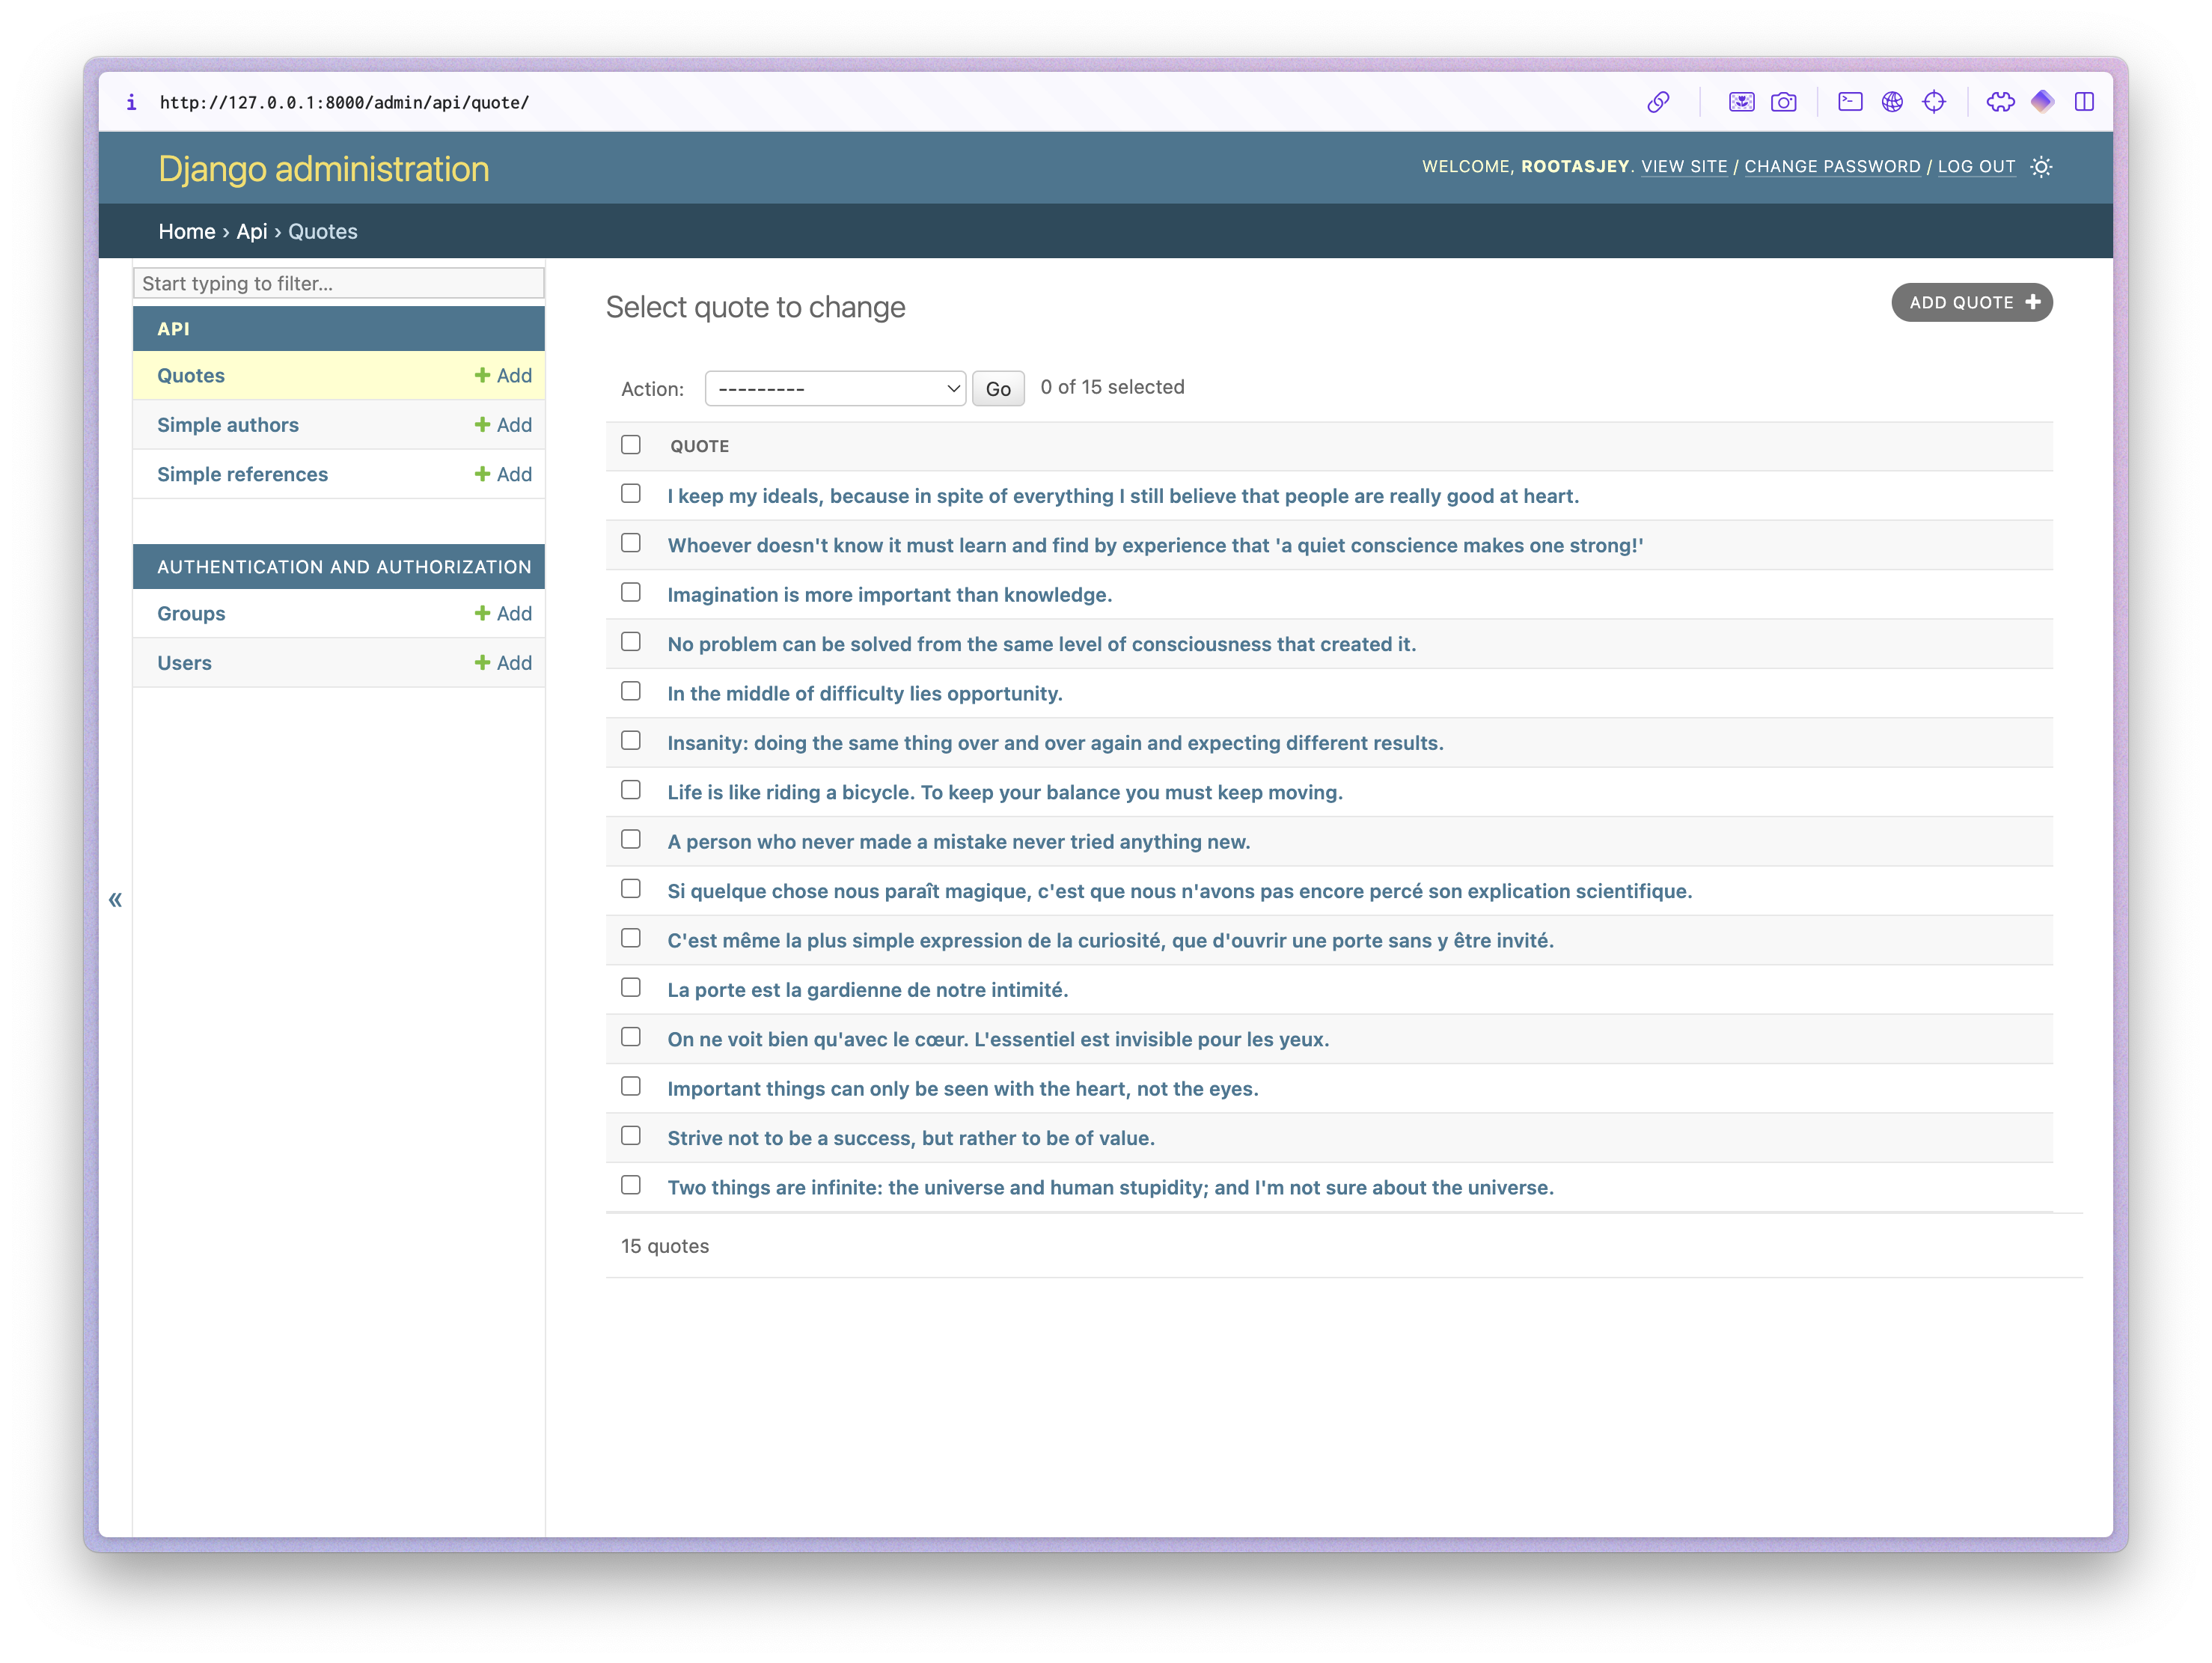 i http://127.0.0.1:8000/admin/api/quote/
Django administration
WELCOME, ROOTASJEY. VIEW SITE / CHANGE PASSWORD / LOG OUT
Home › Api › Quotes
Start typing to filter...
API
Quotes + Add
Simple authors + Add
Simple references + Add
AUTHENTICATION AND AUTHORIZATION
Groups + Add
Users + Add
«
Select quote to change
ADD QUOTE +
Action: --------- Go 0 of 15 selected
QUOTE
I keep my ideals, because in spite of everything I still believe that people are really good at heart.
Whoever doesn't know it must learn and find by experience that 'a quiet conscience makes one strong!'
Imagination is more important than knowledge.
No problem can be solved from the same level of consciousness that created it.
In the middle of difficulty lies opportunity.
Insanity: doing the same thing over and over again and expecting different results.
Life is like riding a bicycle. To keep your balance you must keep moving.
A person who never made a mistake never tried anything new.
Si quelque chose nous paraît magique, c'est que nous n'avons pas encore percé son explication scientifique.
C'est même la plus simple expression de la curiosité, que d'ouvrir une porte sans y être invité.
La porte est la gardienne de notre intimité.
On ne voit bien qu'avec le cœur. L'essentiel est invisible pour les yeux.
Important things can only be seen with the heart, not the eyes.
Strive not to be a success, but rather to be of value.
Two things are infinite: the universe and human stupidity; and I'm not sure about the universe.
15 quotes